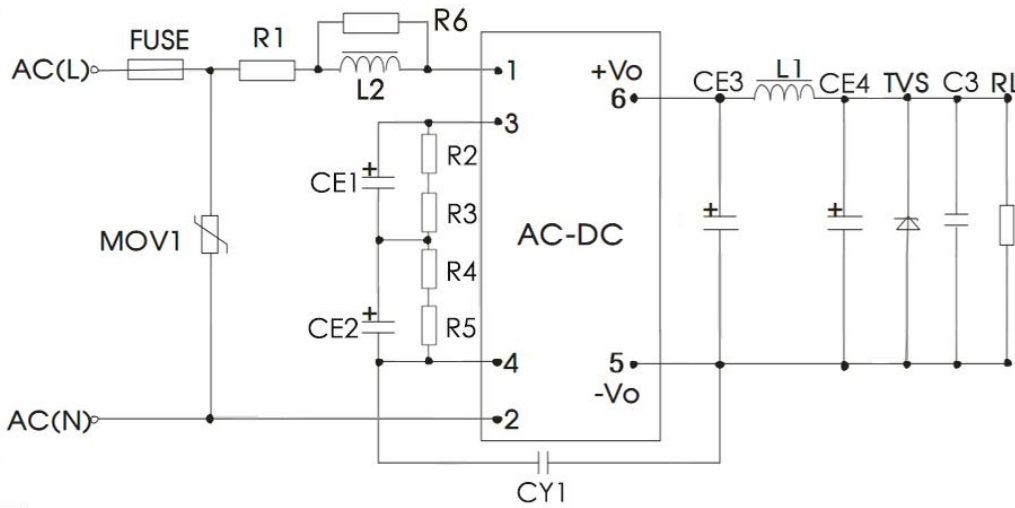 FUSE
R1
R6
AC(L)
L2
1
+Vo
6
CE3
L1
CE4
TVS
C3
RL
3
R2
CE1
R3
MOV1
AC-DC
R4
CE2
R5
4
5
-Vo
AC(N)
2
CY1